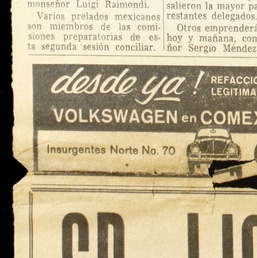 monseñor Luigi Raimondi.
Varios prelados mexicanos
son miembros de las comi-
siones preparatorias de es-
ta segunda sesión conciliar.
salieron la mayor pa
restantes delegados.
Otros emprenderá
hoy y mañana, com
ñor Sergio Méndez
desde ya!
REFACCIO
LEGITIMA
VOLKSWAGEN en COMEX
Insurgentes Norte No. 70